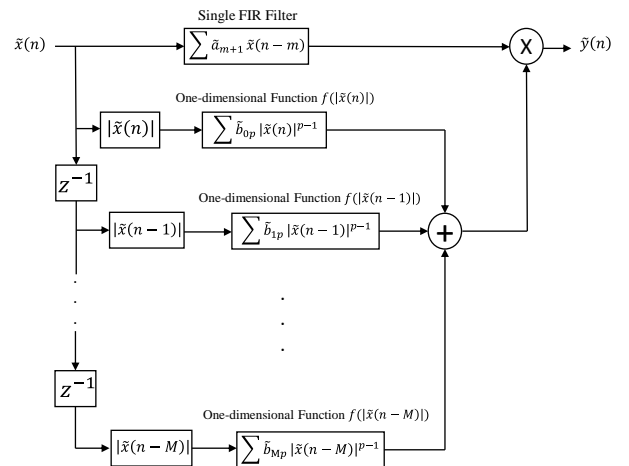 Single FIR Filter
x̃(n) ∑ ã_{m+1} x̃(n − m) X ỹ(n)
One-dimensional Function f(|x̃(n)|)
|x̃(n)| ∑ b̃_{0p} |x̃(n)|^{p−1}
Z^{−1}
One-dimensional Function f(|x̃(n − 1)|)
|x̃(n − 1)| ∑ b̃_{1p} |x̃(n − 1)|^{p−1} +
Z^{−1}
One-dimensional Function f(|x̃(n − M)|)
|x̃(n − M)| ∑ b̃_{Mp} |x̃(n − M)|^{p−1}